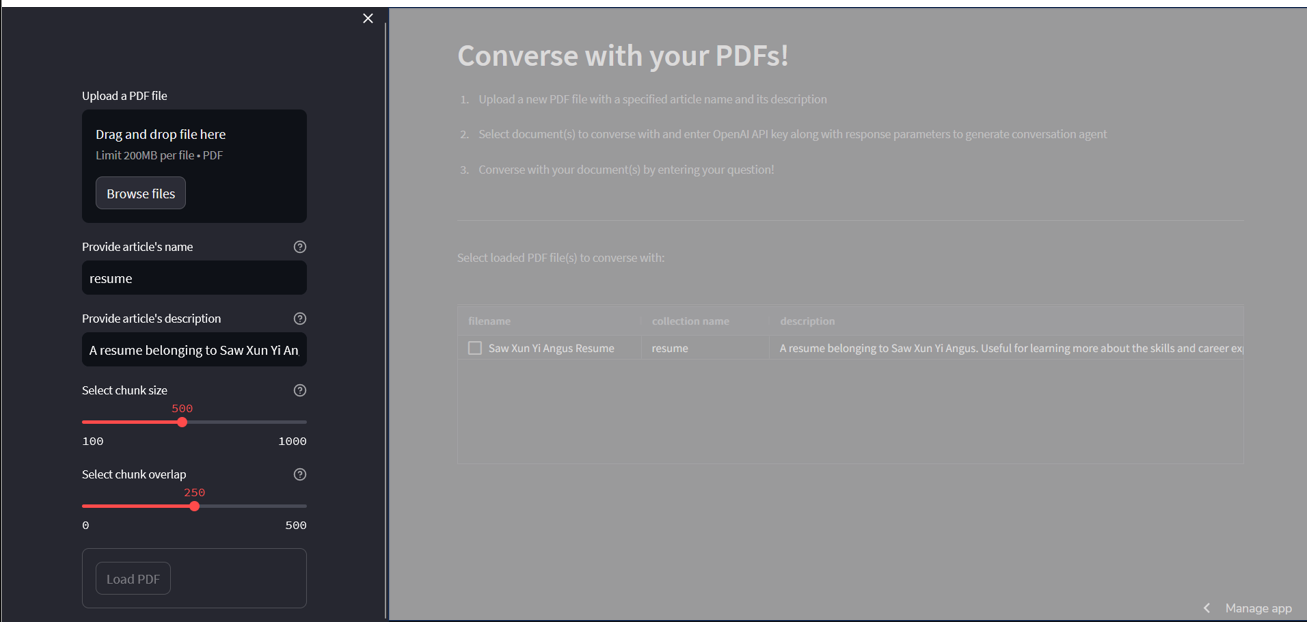 Upload a PDF file
Drag and drop file here
Limit 200MB per file • PDF
Browse files
Provide article's name
resume
Provide article's description
A resume belonging to Saw Xun Yi An
Select chunk size
500
100 1000
Select chunk overlap
250
0 500
Load PDF
Converse with your PDFs!
1. Upload a new PDF file with a specified article name and its description
2. Select document(s) to converse with and enter OpenAI API key along with response parameters to generate conversation agent
3. Converse with your document(s) by entering your question!
Select loaded PDF file(s) to converse with:
filename collection name description
Saw Xun Yi Angus Resume resume A resume belonging to Saw Xun Yi Angus. Useful for learning more about the skills and career ex
Manage app